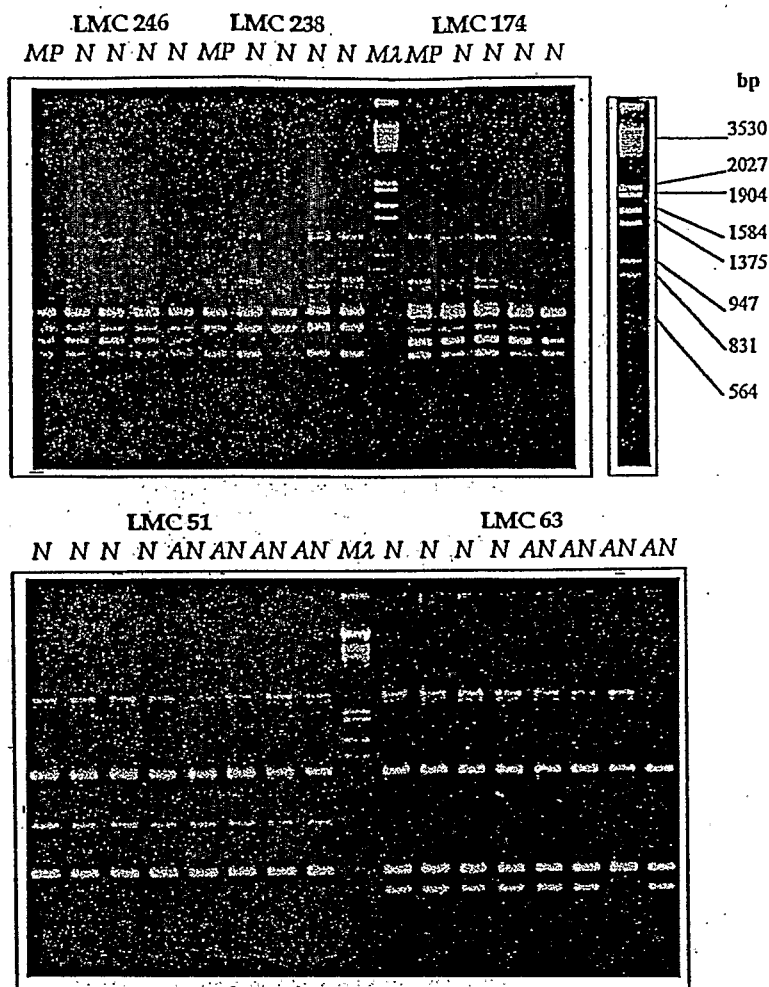 LMC 246 LMC 238 LMC 174
MP N N N N MP N N N N Mλ MP N N N N
bp
3530
2027
1904
1584
1375
947
831
564
LMC 51 LMC 63
N N N N AN AN AN AN Mλ N N N N AN AN AN AN